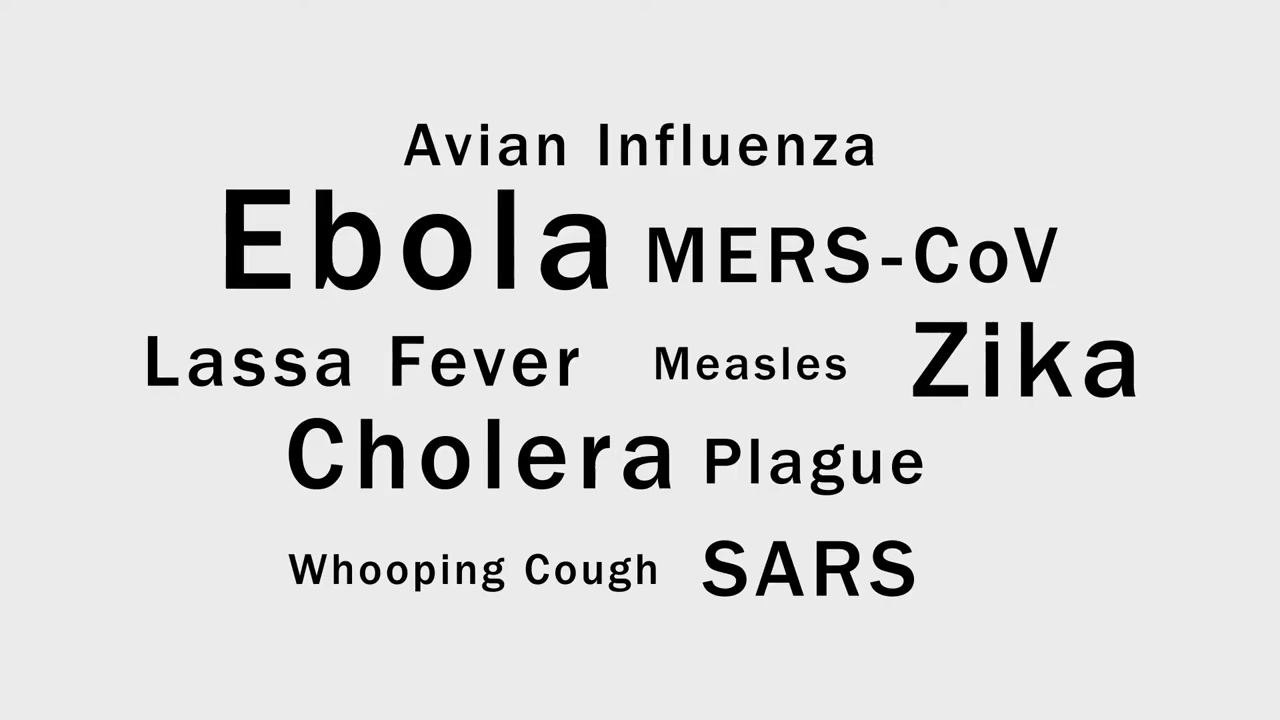 Avian Influenza
Ebola MERS-CoV
Lassa Fever Measles Zika
Cholera Plague
Whooping Cough SARS